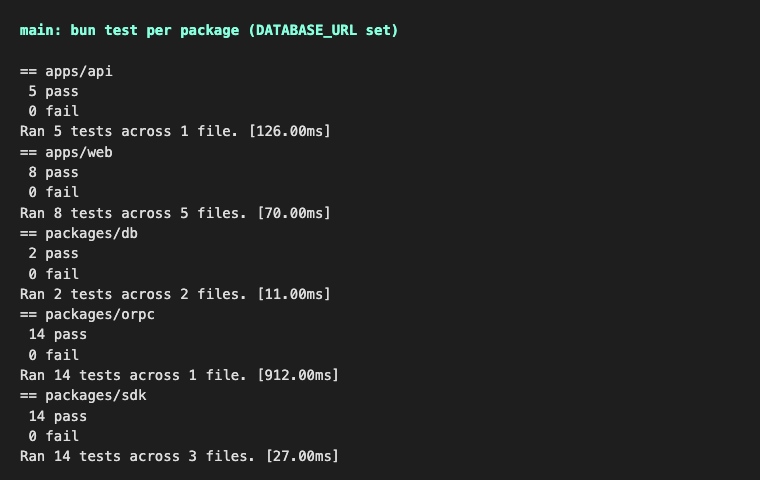 main: bun test per package (DATABASE_URL set)
== apps/api
 5 pass
 0 fail
Ran 5 tests across 1 file. [126.00ms]
== apps/web
 8 pass
 0 fail
Ran 8 tests across 5 files. [70.00ms]
== packages/db
 2 pass
 0 fail
Ran 2 tests across 2 files. [11.00ms]
== packages/orpc
 14 pass
 0 fail
Ran 14 tests across 1 file. [912.00ms]
== packages/sdk
 14 pass
 0 fail
Ran 14 tests across 3 files. [27.00ms]